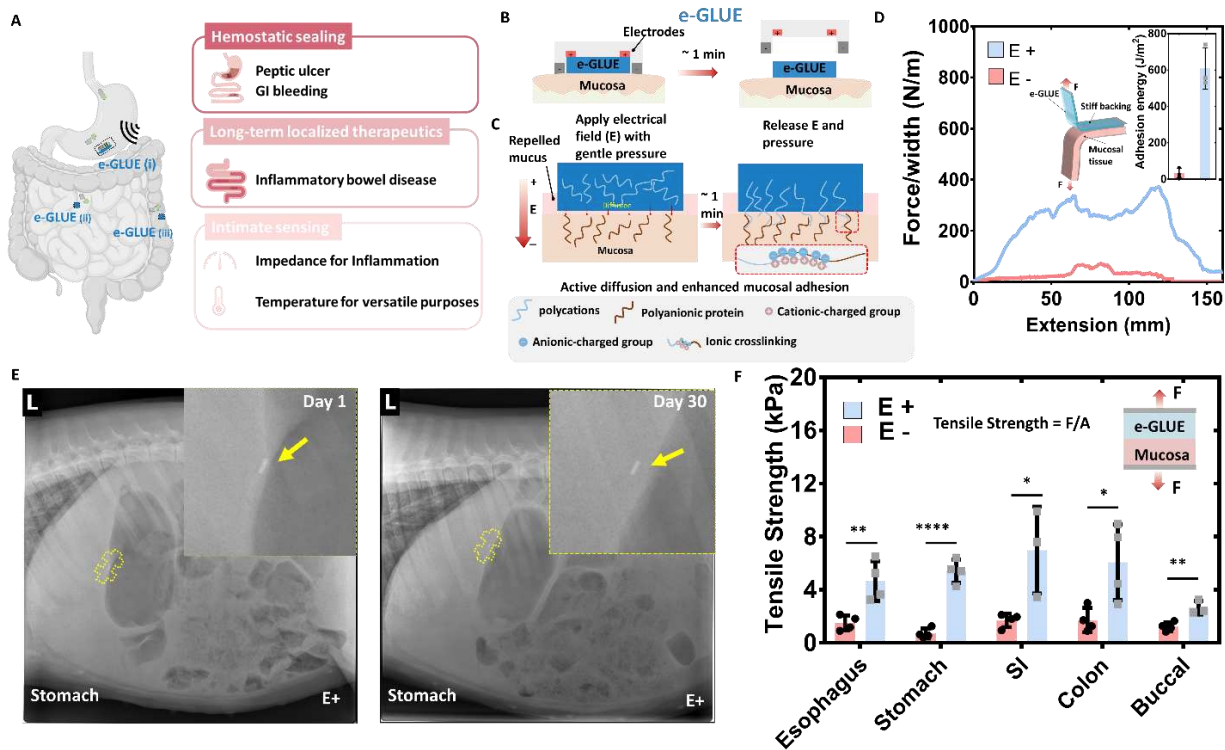 A
Hemostatic sealing
Peptic ulcer
GI bleeding
Long-term localized therapeutics
Inflammatory bowel disease
Intimate sensing
Impedance for Inflammation
Temperature for versatile purposes
e-GLUE (i)
e-GLUE (ii)
e-GLUE (iii)
B
e-GLUE
Electrodes
+
+
-
-
e-GLUE
Mucosa
~ 1 min
+
+
-
-
e-GLUE
Mucosa
C
Apply electrical
field (E) with
gentle pressure
Release E and
pressure
Repelled
mucus
+
E
-
Diffusion
Mucosa
~ 1
min
Active diffusion and enhanced mucosal adhesion
polycations
Polyanionic protein
Cationic-charged group
Anionic-charged group
Ionic crosslinking
D
Force/width (N/m)
1000
800
600
400
200
0
0
50
100
150
Extension (mm)
E +
E -
F
e-GLUE
Stiff backing
Mucosal
tissue
F
Adhesion energy (J/m²)
800
600
400
200
0
E
L
Day 1
Stomach
E+
L
Day 30
Stomach
E+
F
Tensile Strength (kPa)
20
16
12
8
4
0
E +
E -
Tensile Strength = F/A
F
e-GLUE
Mucosa
F
**
****
*
*
**
Esophagus
Stomach
SI
Colon
Buccal